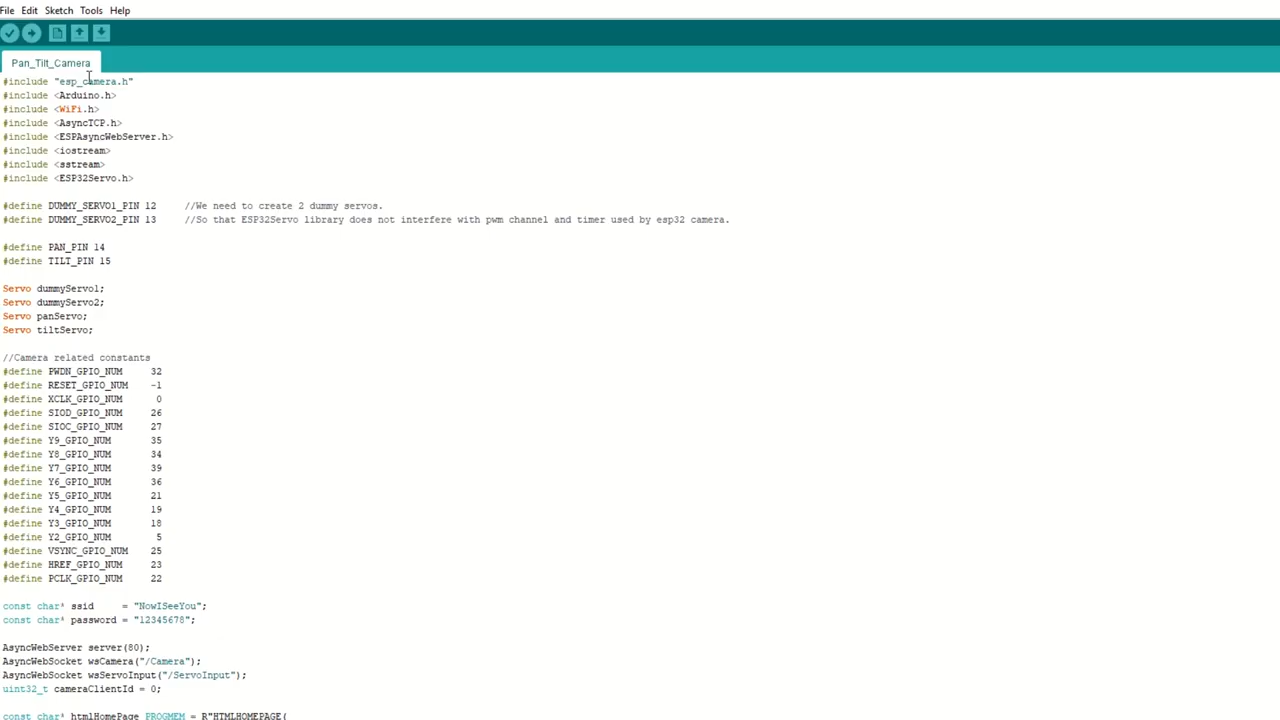 File Edit Sketch Tools Help
Pan_Tilt_Camera
#include "esp_camera.h"
#include <Arduino.h>
#include <WiFi.h>
#include <AsyncTCP.h>
#include <ESPAsyncWebServer.h>
#include <iostream>
#include <sstream>
#include <ESP32Servo.h>
#define DUMMY_SERVO1_PIN 12 //We need to create 2 dummy servos.
#define DUMMY_SERVO2_PIN 13 //So that ESP32Servo library does not interfere with pwm channel and timer used by esp32 camera.
#define PAN_PIN 14
#define TILT_PIN 15
Servo dummyServo1;
Servo dummyServo2;
Servo panServo;
Servo tiltServo;
//Camera related constants
#define PWDN_GPIO_NUM 32
#define RESET_GPIO_NUM -1
#define XCLK_GPIO_NUM 0
#define SIOD_GPIO_NUM 26
#define SIOC_GPIO_NUM 27
#define Y9_GPIO_NUM 35
#define Y8_GPIO_NUM 34
#define Y7_GPIO_NUM 39
#define Y6_GPIO_NUM 36
#define Y5_GPIO_NUM 21
#define Y4_GPIO_NUM 19
#define Y3_GPIO_NUM 18
#define Y2_GPIO_NUM 5
#define VSYNC_GPIO_NUM 25
#define HREF_GPIO_NUM 23
#define PCLK_GPIO_NUM 22
const char* ssid = "NowISeeYou";
const char* password = "12345678";
AsyncWebServer server(80);
AsyncWebSocket wsCamera("/Camera");
AsyncWebSocket wsServoInput("/ServoInput");
uint32_t cameraClientId = 0;
const char* htmlHomePage PROGMEM = R"HTMLHOMEPAGE(